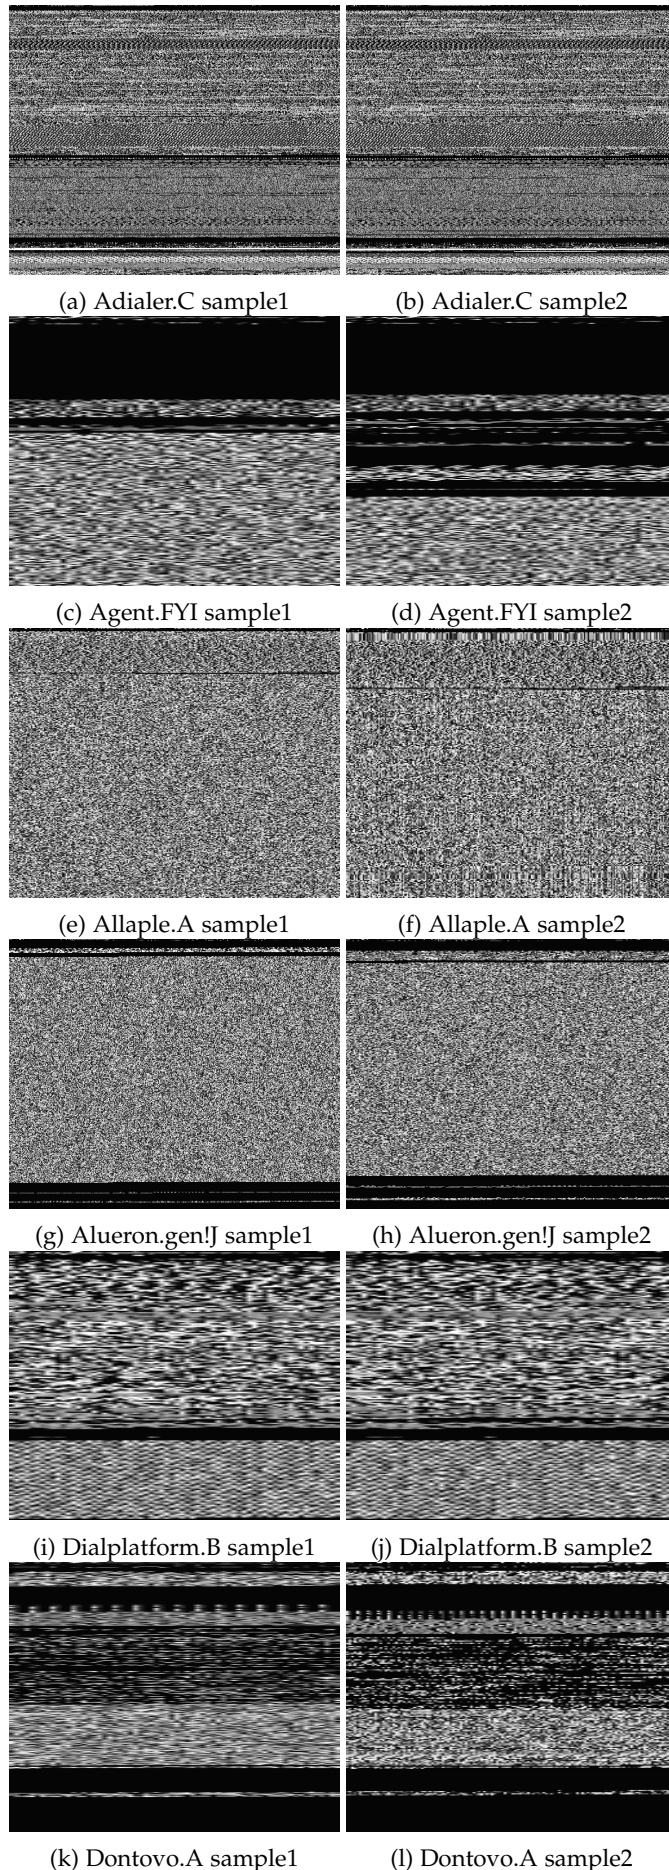 (a) Adialer.C sample1
(b) Adialer.C sample2
(c) Agent.FYI sample1
(d) Agent.FYI sample2
(e) Allaple.A sample1
(f) Allaple.A sample2
(g) Alueron.gen!J sample1
(h) Alueron.gen!J sample2
(i) Dialplatform.B sample1
(j) Dialplatform.B sample2
(k) Dontovo.A sample1
(l) Dontovo.A sample2